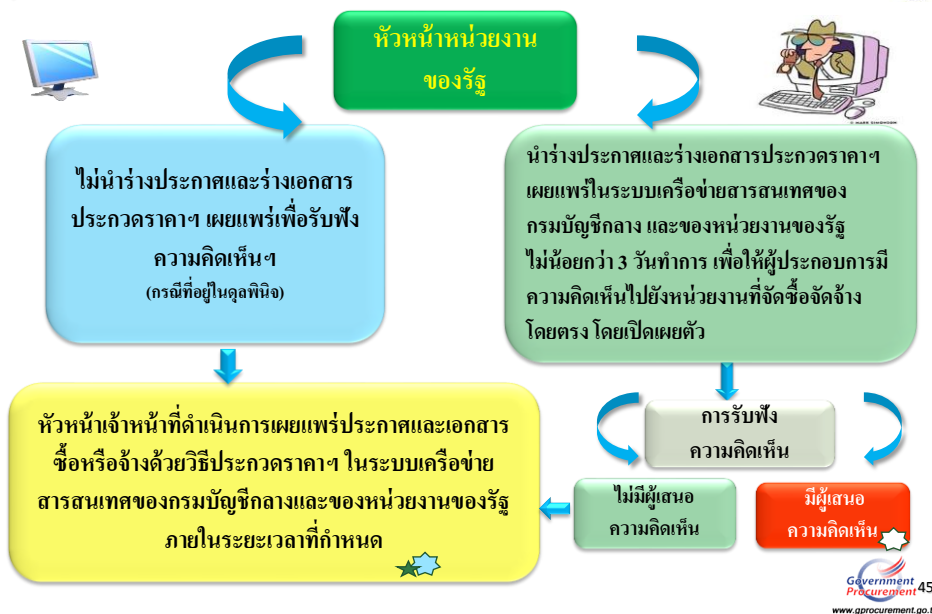 หัวหน้าหน่วยงาน
ของรัฐ
© MARK SIMONSON
ไม่นำร่างประกาศและร่างเอกสาร
ประกวดราคาฯ เผยแพร่เพื่อรับฟัง
ความคิดเห็นฯ
(กรณีที่อยู่ในดุลพินิจ)
นำร่างประกาศและร่างเอกสารประกวดราคาฯ
เผยแพร่ในระบบเครือข่ายสารสนเทศของ
กรมบัญชีกลาง และของหน่วยงานของรัฐ
ไม่น้อยกว่า 3 วันทำการ เพื่อให้ผู้ประกอบการมี
ความคิดเห็นไปยังหน่วยงานที่จัดซื้อจัดจ้าง
โดยตรง โดยเปิดเผยตัว
หัวหน้าเจ้าหน้าที่ดำเนินการเผยแพร่ประกาศและเอกสาร
ซื้อหรือจ้างด้วยวิธีประกวดราคาฯ ในระบบเครือข่าย
สารสนเทศของกรมบัญชีกลางและของหน่วยงานของรัฐ
ภายในระยะเวลาที่กำหนด
การรับฟัง
ความคิดเห็น
ไม่มีผู้เสนอ
ความคิดเห็น
มีผู้เสนอ
ความคิดเห็น
Government
Procurement
45
www.gprocurement.go.t